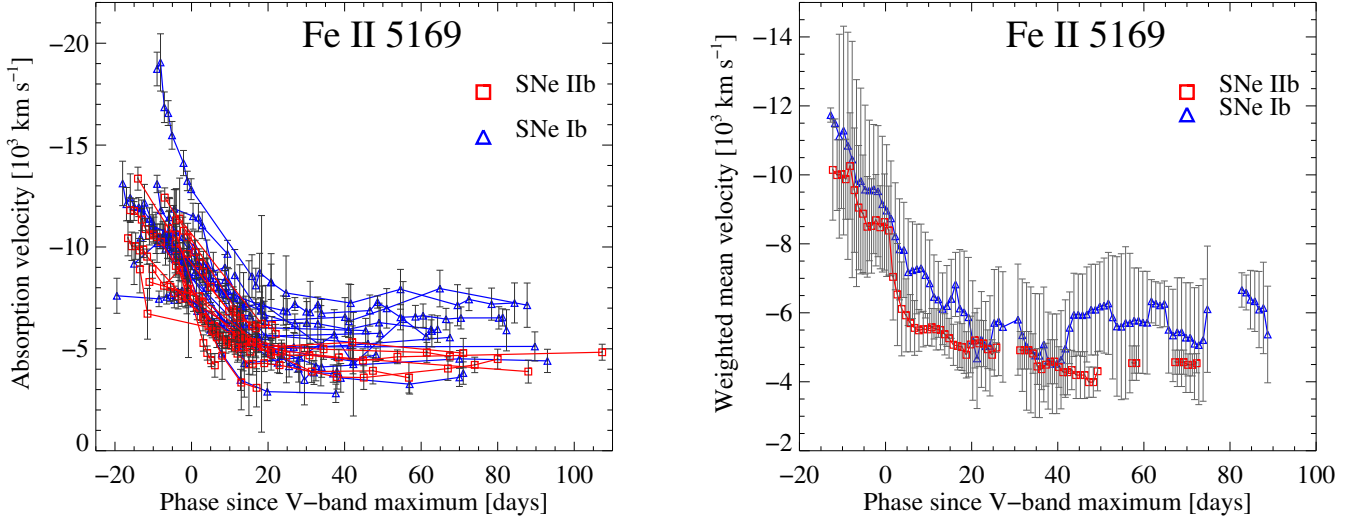 Fe II 5169
SNe IIb
SNe Ib
Absorption velocity [10³ km s⁻¹]
−20
−15
−10
−5
0
−20 0 20 40 60 80 100
Phase since V−band maximum [days]
Fe II 5169
SNe IIb
SNe Ib
Weighted mean velocity [10³ km s⁻¹]
−14
−12
−10
−8
−6
−4
−2
−20 0 20 40 60 80 100
Phase since V−band maximum [days]